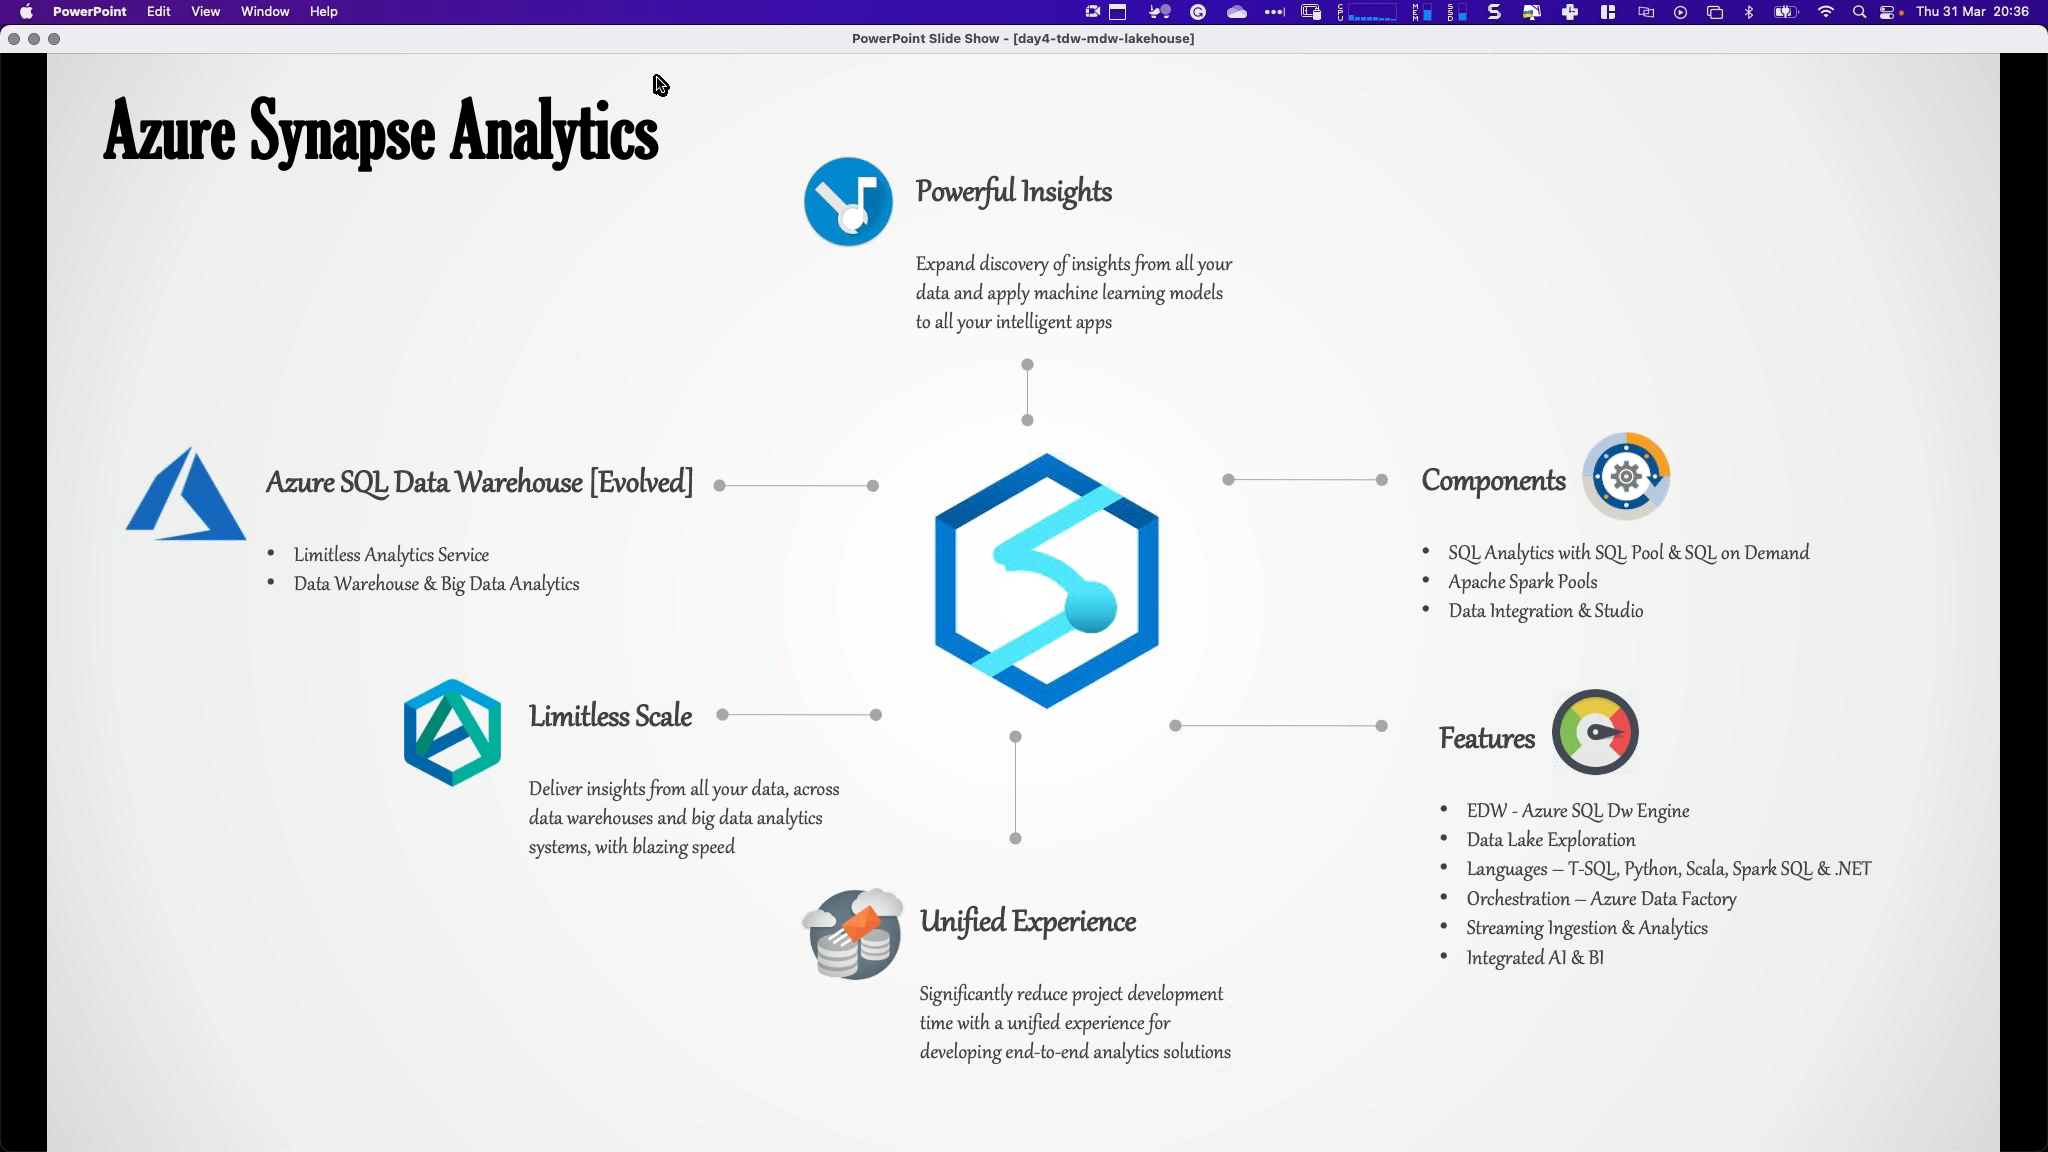 PowerPoint Edit View Window Help
Thu 31 Mar 20:36
PowerPoint Slide Show - [day4-tdw-mdw-lakehouse]
Azure Synapse Analytics
Powerful Insights
Expand discovery of insights from all your
data and apply machine learning models
to all your intelligent apps
Azure SQL Data Warehouse [Evolved]
• Limitless Analytics Service
• Data Warehouse & Big Data Analytics
Components
• SQL Analytics with SQL Pool & SQL on Demand
• Apache Spark Pools
• Data Integration & Studio
Limitless Scale
Deliver insights from all your data, across
data warehouses and big data analytics
systems, with blazing speed
Features
• EDW - Azure SQL Dw Engine
• Data Lake Exploration
• Languages – T-SQL, Python, Scala, Spark SQL & .NET
• Orchestration – Azure Data Factory
• Streaming Ingestion & Analytics
• Integrated AI & BI
Unified Experience
Significantly reduce project development
time with a unified experience for
developing end-to-end analytics solutions